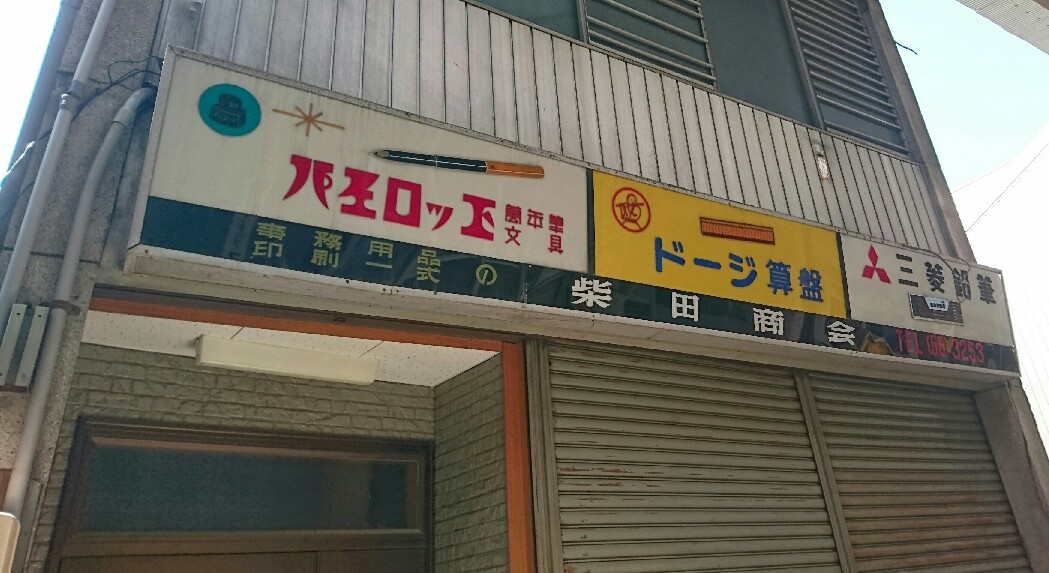 パイロット
萬年筆
文具
ドージ算盤
三菱鉛筆
事務用品
印刷一式の
柴田商会